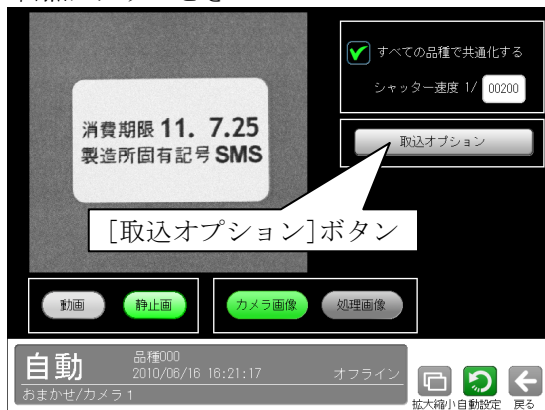 すべての品種で共通化する
シャッター速度 1/ 00200
取込オプション
消費期限 11. 7.25
製造所固有記号 SMS
[取込オプション]ボタン
動画
静止画
カメラ画像
処理画像
自動
品種000
2010/06/16 16:21:17
オフライン
おまかせ/カメラ1
拡大縮小
自動設定
戻る